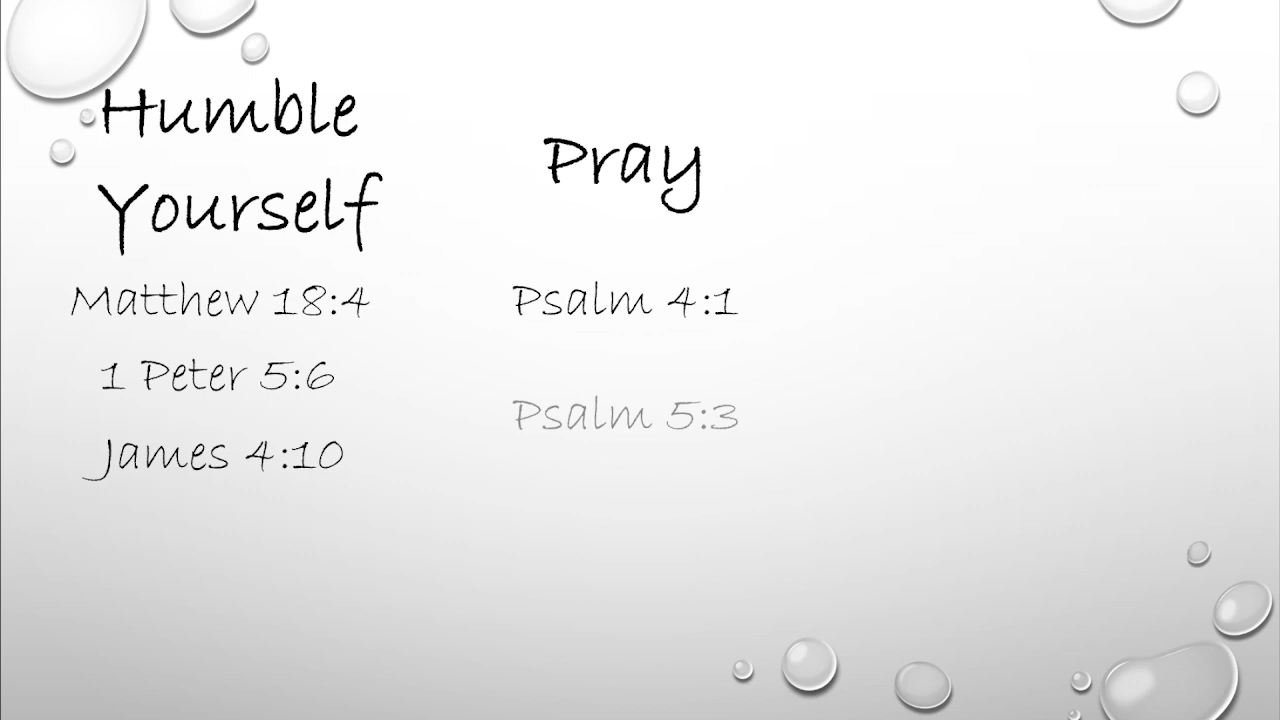 Humble
Yourself
Matthew 18:4
1 Peter 5:6
James 4:10
Pray
Psalm 4:1
Psalm 5:3